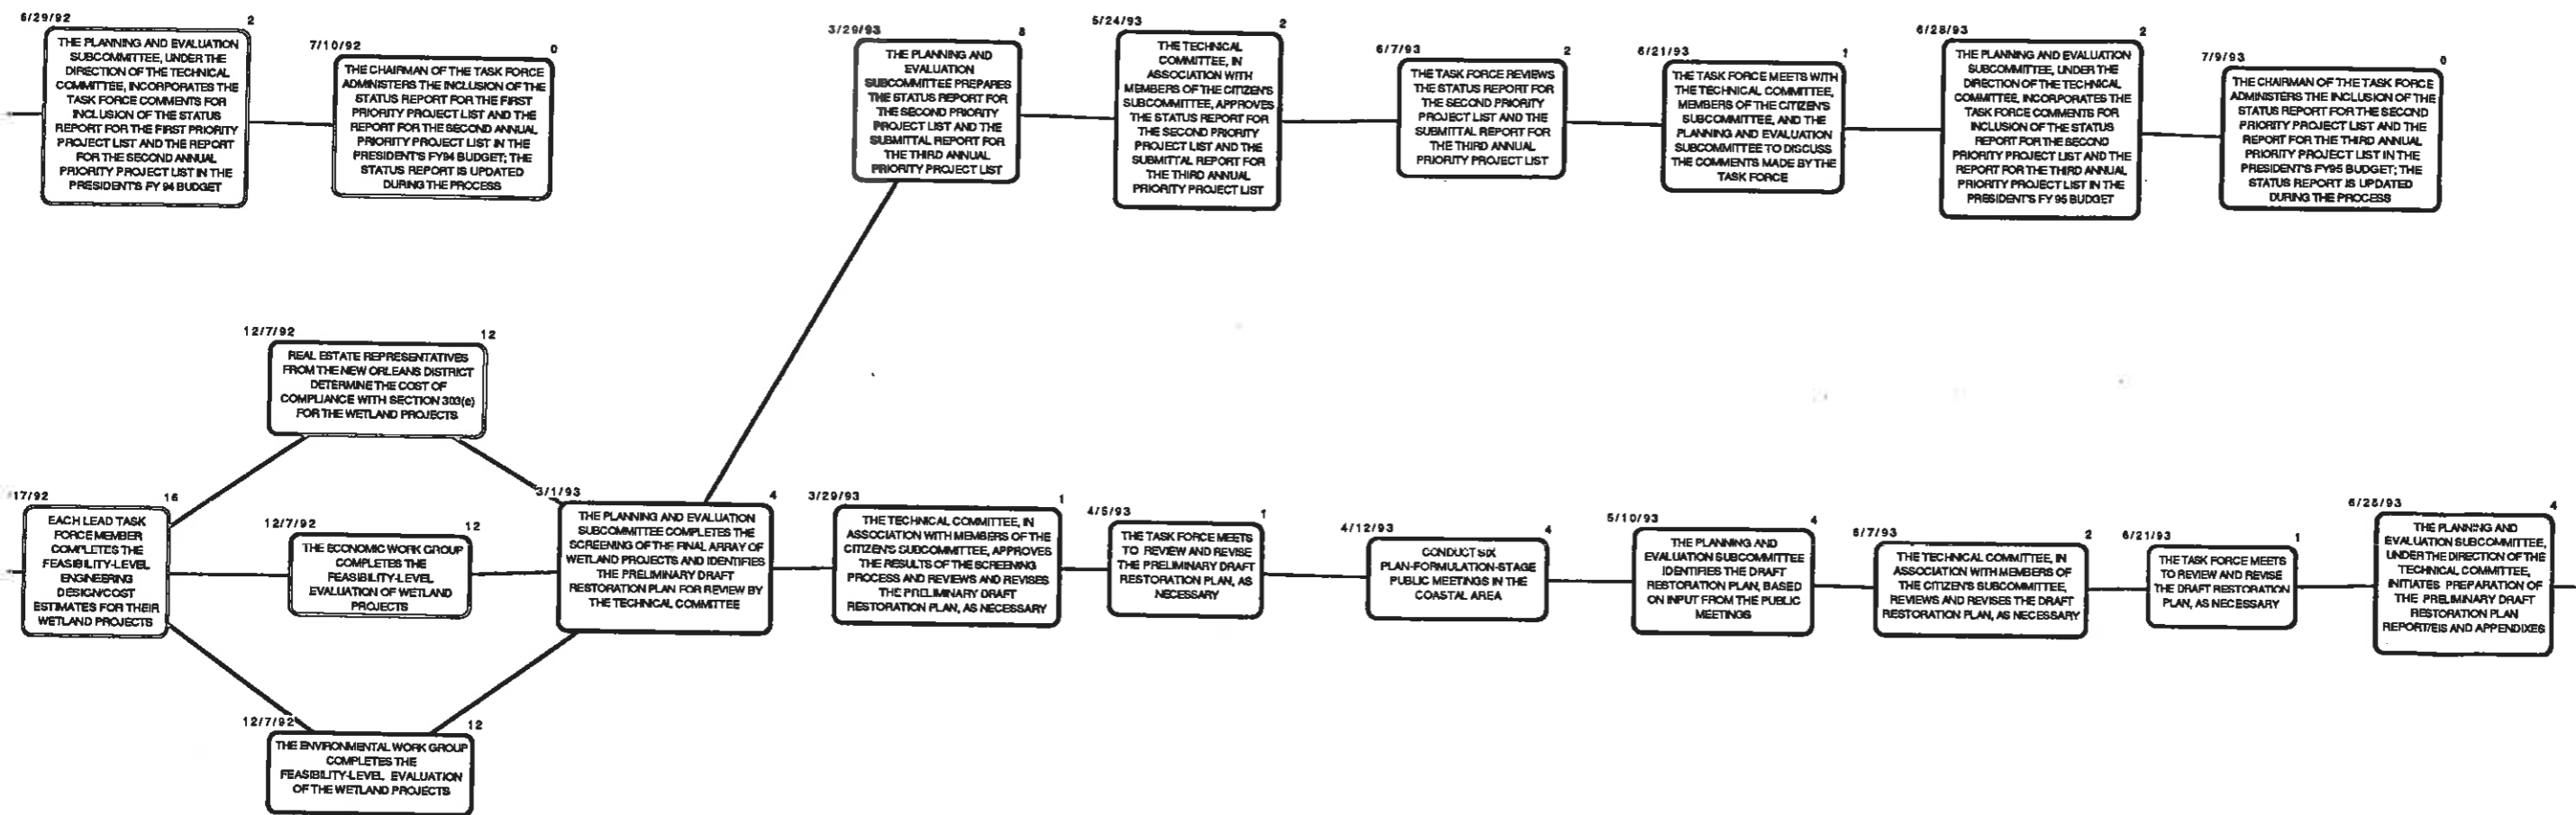 6/29/92 2
THE PLANNING AND EVALUATION
SUBCOMMITTEE, UNDER THE
DIRECTION OF THE TECHNICAL
COMMITTEE, INCORPORATES THE
TASK FORCE COMMENTS FOR
INCLUSION OF THE STATUS
REPORT FOR THE FIRST PRIORITY
PROJECT LIST AND THE REPORT
FOR THE SECOND ANNUAL
PRIORITY PROJECT LIST IN THE
PRESIDENT'S FY 94 BUDGET
7/10/92 0
THE CHAIRMAN OF THE TASK FORCE
ADMINISTERS THE INCLUSION OF THE
STATUS REPORT FOR THE FIRST
PRIORITY PROJECT LIST AND THE
REPORT FOR THE SECOND ANNUAL
PRIORITY PROJECT LIST IN THE
PRESIDENT'S FY94 BUDGET; THE
STATUS REPORT IS UPDATED
DURING THE PROCESS
3/29/93 8
THE PLANNING AND
EVALUATION
SUBCOMMITTEE PREPARES
THE STATUS REPORT FOR
THE SECOND PRIORITY
PROJECT LIST AND THE
SUBMITTAL REPORT FOR
THE THIRD ANNUAL
PRIORITY PROJECT LIST
5/24/93 2
THE TECHNICAL
COMMITTEE, IN
ASSOCIATION WITH
MEMBERS OF THE CITIZEN'S
SUBCOMMITTEE, APPROVES
THE STATUS REPORT FOR
THE SECOND PRIORITY
PROJECT LIST AND THE
SUBMITTAL REPORT FOR
THE THIRD ANNUAL
PRIORITY PROJECT LIST
6/7/93 2
THE TASK FORCE REVIEWS
THE STATUS REPORT FOR
THE SECOND PRIORITY
PROJECT LIST AND THE
SUBMITTAL REPORT FOR
THE THIRD ANNUAL
PRIORITY PROJECT LIST
6/21/93 1
THE TASK FORCE MEETS WITH
THE TECHNICAL COMMITTEE,
MEMBERS OF THE CITIZEN'S
SUBCOMMITTEE, AND THE
PLANNING AND EVALUATION
SUBCOMMITTEE TO DISCUSS
THE COMMENTS MADE BY THE
TASK FORCE
6/28/93 2
THE PLANNING AND EVALUATION
SUBCOMMITTEE, UNDER THE
DIRECTION OF THE TECHNICAL
COMMITTEE, INCORPORATES THE
TASK FORCE COMMENTS FOR
INCLUSION OF THE STATUS
REPORT FOR THE SECOND
PRIORITY PROJECT LIST AND THE
REPORT FOR THE THIRD ANNUAL
PRIORITY PROJECT LIST IN THE
PRESIDENT'S FY 95 BUDGET
7/9/93 0
THE CHAIRMAN OF THE TASK FORCE
ADMINISTERS THE INCLUSION OF THE
STATUS REPORT FOR THE SECOND
PRIORITY PROJECT LIST AND THE
REPORT FOR THE THIRD ANNUAL
PRIORITY PROJECT LIST IN THE
PRESIDENT'S FY95 BUDGET; THE
STATUS REPORT IS UPDATED
DURING THE PROCESS
12/7/92 12
REAL ESTATE REPRESENTATIVES
FROM THE NEW ORLEANS DISTRICT
DETERMINE THE COST OF
COMPLIANCE WITH SECTION 303(e)
FOR THE WETLAND PROJECTS
17/92 16
EACH LEAD TASK
FORCE MEMBER
COMPLETES THE
FEASIBILITY-LEVEL
ENGINEERING
DESIGN/COST
ESTIMATES FOR THEIR
WETLAND PROJECTS
12/7/92 12
THE ECONOMIC WORK GROUP
COMPLETES THE
FEASIBILITY-LEVEL
EVALUATION OF WETLAND
PROJECTS
12/7/92 12
THE ENVIRONMENTAL WORK GROUP
COMPLETES THE
FEASIBILITY-LEVEL EVALUATION
OF THE WETLAND PROJECTS
3/1/93 4
THE PLANNING AND EVALUATION
SUBCOMMITTEE COMPLETES THE
SCREENING OF THE FINAL ARRAY OF
WETLAND PROJECTS AND IDENTIFIES
THE PRELIMINARY DRAFT
RESTORATION PLAN FOR REVIEW BY
THE TECHNICAL COMMITTEE
3/29/93 1
THE TECHNICAL COMMITTEE, IN
ASSOCIATION WITH MEMBERS OF THE
CITIZEN'S SUBCOMMITTEE, APPROVES
THE RESULTS OF THE SCREENING
PROCESS AND REVIEWS AND REVISES
THE PRELIMINARY DRAFT
RESTORATION PLAN, AS NECESSARY
4/5/93 1
THE TASK FORCE MEETS
TO REVIEW AND REVISE
THE PRELIMINARY DRAFT
RESTORATION PLAN, AS
NECESSARY
4/12/93 4
CONDUCT SIX
PLAN-FORMULATION-STAGE
PUBLIC MEETINGS IN THE
COASTAL AREA
5/10/93 4
THE PLANNING AND
EVALUATION SUBCOMMITTEE
IDENTIFIES THE DRAFT
RESTORATION PLAN, BASED
ON INPUT FROM THE PUBLIC
MEETINGS
6/7/93 2
THE TECHNICAL COMMITTEE, IN
ASSOCIATION WITH MEMBERS OF
THE CITIZEN'S SUBCOMMITTEE,
REVIEWS AND REVISES THE DRAFT
RESTORATION PLAN, AS NECESSARY
6/21/93 1
THE TASK FORCE MEETS
TO REVIEW AND REVISE
THE DRAFT RESTORATION
PLAN, AS NECESSARY
6/28/93 4
THE PLANNING AND
EVALUATION SUBCOMMITTEE,
UNDER THE DIRECTION OF THE
TECHNICAL COMMITTEE,
INITIATES PREPARATION OF
THE PRELIMINARY DRAFT
RESTORATION PLAN
REPORT/EIS AND APPENDIXES